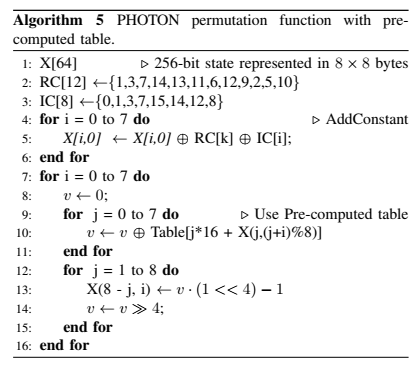 Algorithm 5 PHOTON permutation function with pre-
computed table.
1: X[64] ▷ 256-bit state represented in 8 × 8 bytes
2: RC[12] ←{1,3,7,14,13,11,6,12,9,2,5,10}
3: IC[8] ←{0,1,3,7,15,14,12,8}
4: for i = 0 to 7 do ▷ AddConstant
5: X[i,0] ← X[i,0] ⊕ RC[k] ⊕ IC[i];
6: end for
7: for i = 0 to 7 do
8: v ← 0;
9: for j = 0 to 7 do ▷ Use Pre-computed table
10: v ← v ⊕ Table[j*16 + X(j,(j+i)%8)]
11: end for
12: for j = 1 to 8 do
13: X(8 - j, i) ← v · (1 << 4) − 1
14: v ← v ≫ 4;
15: end for
16: end for